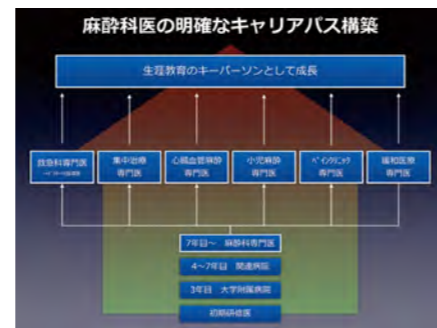 麻酔科医の明確なキャリアパス構築
生涯教育のキーパーソンとして成長
救急科専門医
集中治療
専門医
心臓血管麻酔
専門医
小児麻酔
専門医
ペインクリニック
専門医
緩和医療
専門医
7年目～ 麻酔科専門医
4～7年目 関連病院
3年目 大学附属病院
初期研修医